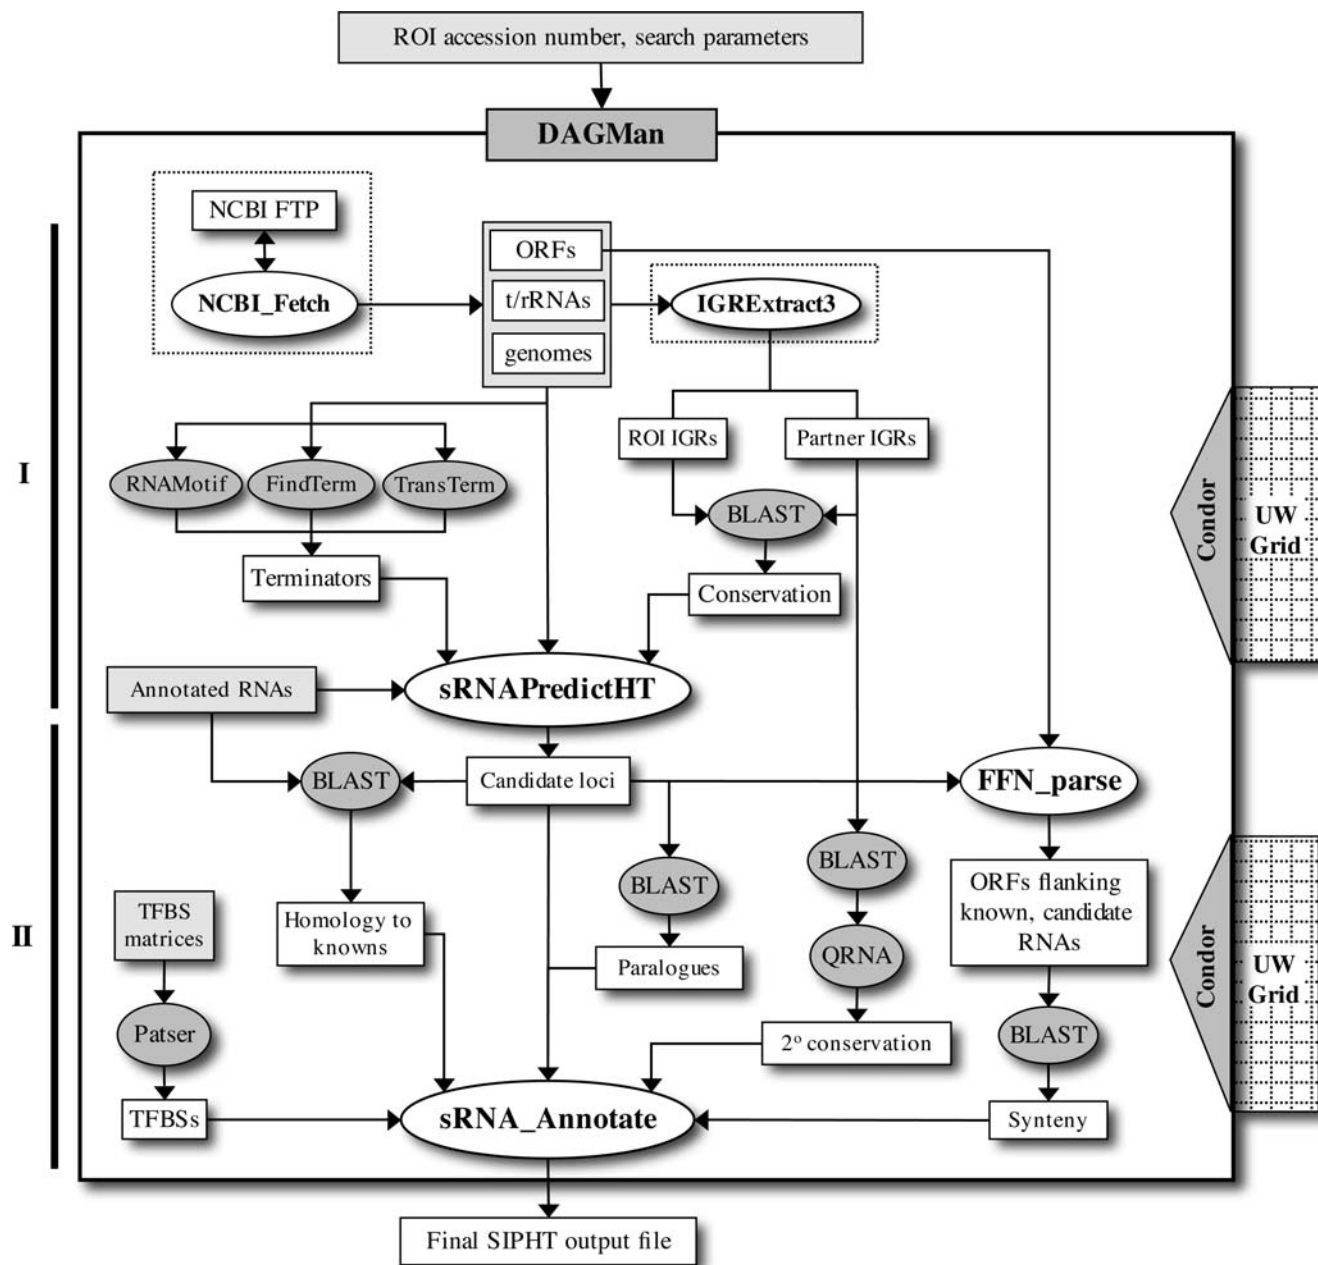 ROI accession number, search parameters
DAGMan
NCBI FTP
NCBI_Fetch
ORFs
t/rRNAs
genomes
IGRExtract3
ROI IGRs
Partner IGRs
I
RNAMotif
FindTerm
TransTerm
BLAST
Terminators
Conservation
Condor
UW
Grid
Annotated RNAs
sRNAPredictHT
BLAST
Candidate loci
FFN_parse
II
TFBS
matrices
Homology to
knowns
BLAST
Paralogues
BLAST
QRNA
ORFs flanking
known, candidate
RNAs
Condor
UW
Grid
Patser
2º conservation
BLAST
TFBSs
sRNA_Annotate
Synteny
Final SIPHT output file